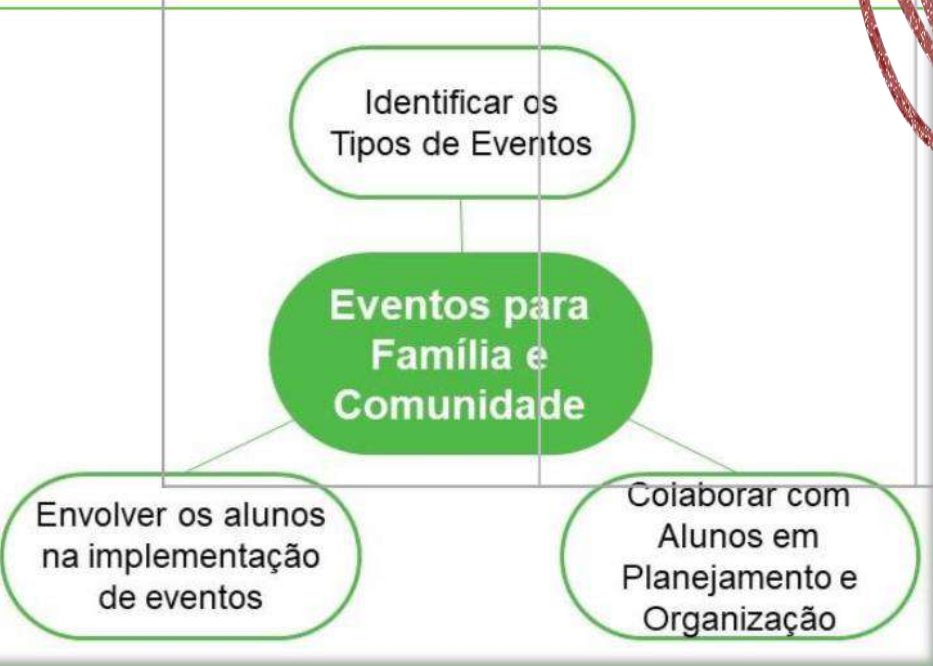 Identificar os
Tipos de Eventos
Eventos para
Família e
Comunidade
Envolver os alunos
na implementação
de eventos
Colaborar com
Alunos em
Planejamento e
Organização